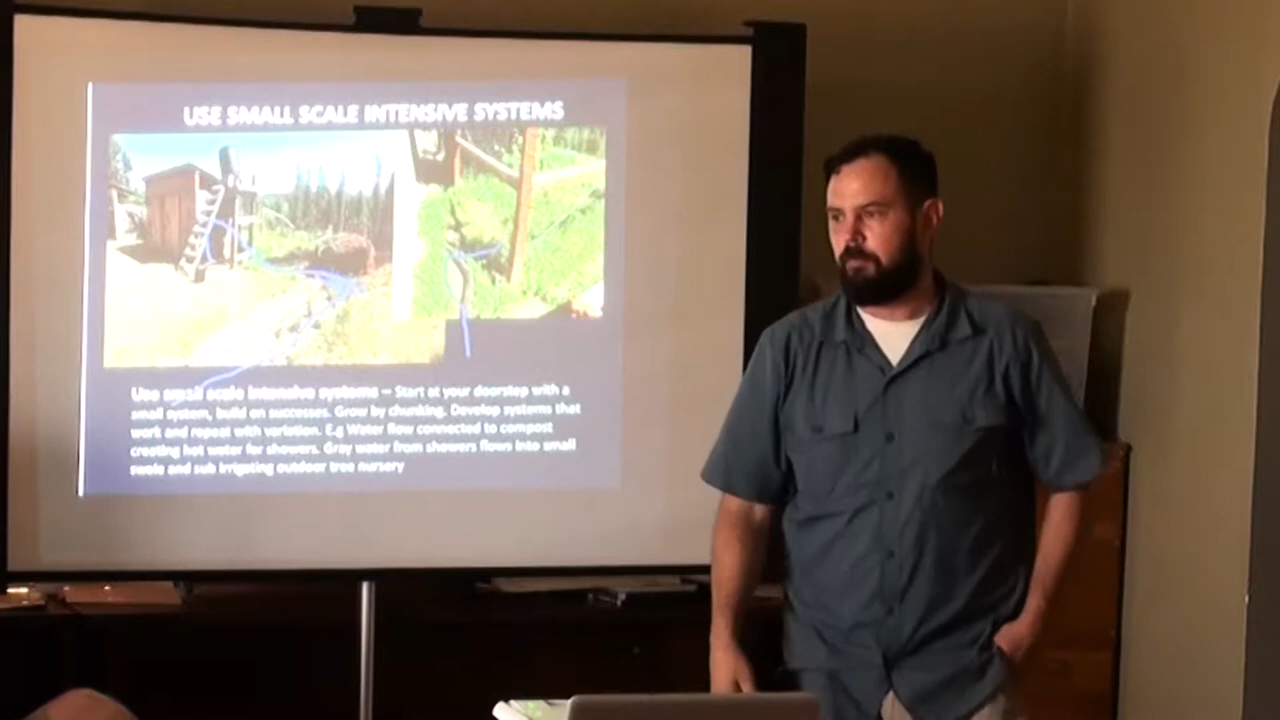 USE SMALL SCALE INTENSIVE SYSTEMS
Use small scale intensive systems – Start at your doorstep with a
small system, build on successes. Grow by chunking. Develop systems that
work and repeat with variation. E.g Water flow connected to compost
creating hot water for showers. Gray water from showers flows into small
swale and sub irrigating outdoor tree nursery